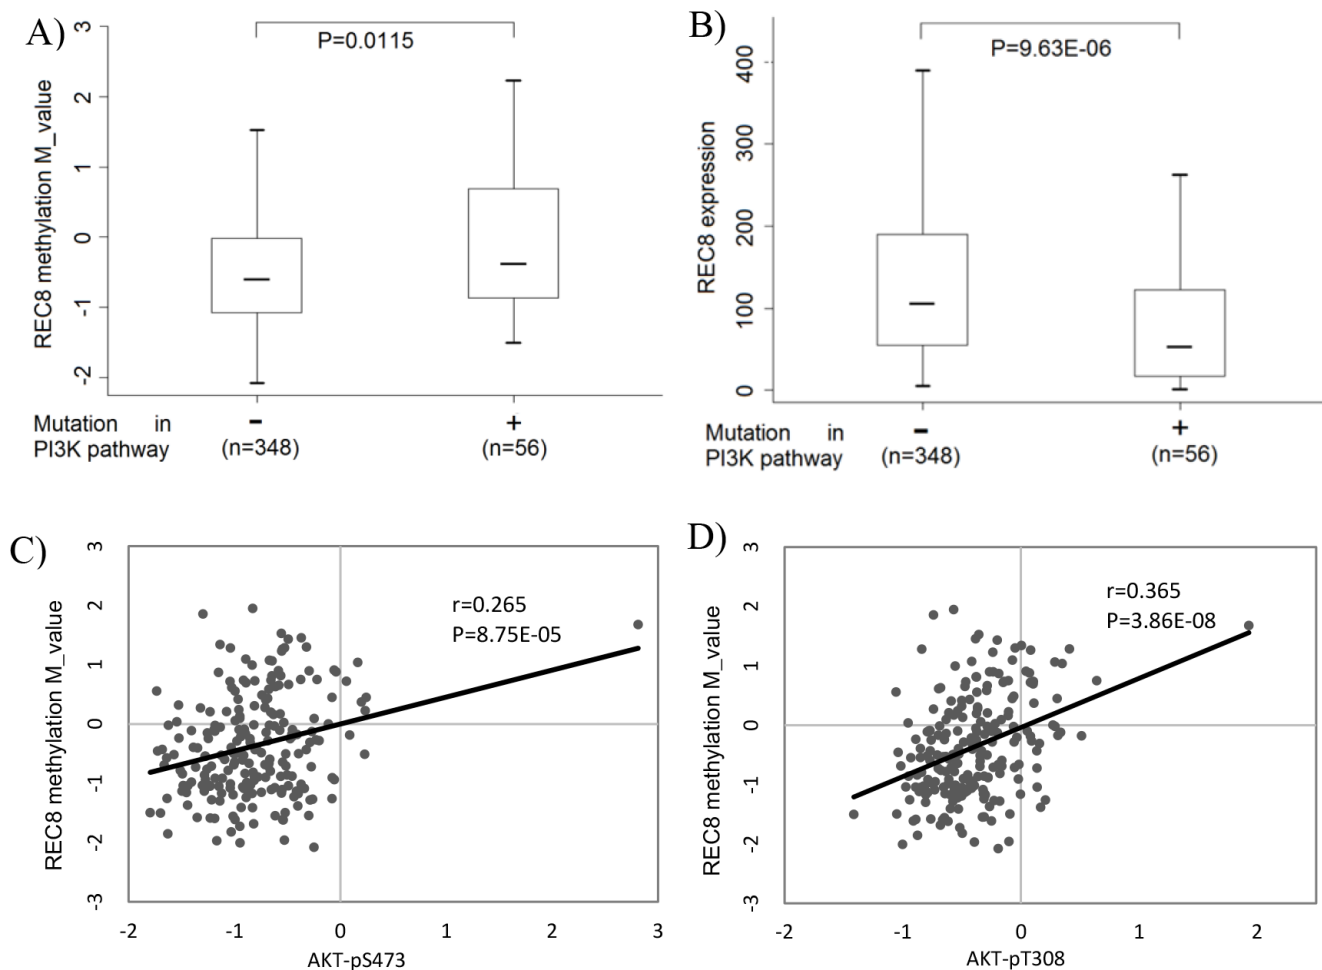 A)
P=0.0115
REC8 methylation M_value
3
2
1
0
-1
-2
Mutation in
PI3K pathway
-
(n=348)
+
(n=56)
B)
P=9.63E-06
REC8 expression
400
300
200
100
0
Mutation in
PI3K pathway
-
(n=348)
+
(n=56)
C)
r=0.265
P=8.75E-05
REC8 methylation M_value
3
2
1
0
-1
-2
-3
-2 -1 0 1 2 3
AKT-pS473
D)
r=0.365
P=3.86E-08
REC8 methylation M_value
3
2
1
0
-1
-2
-3
-2 -1 0 1 2
AKT-pT308